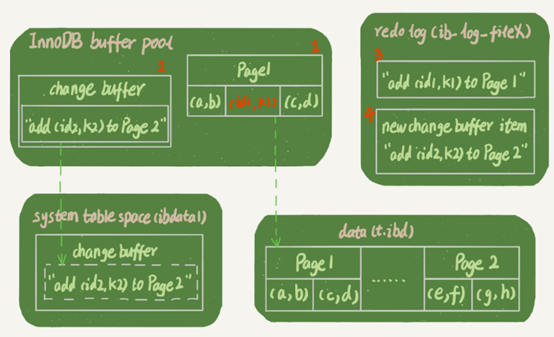 InnoDB buffer pool
1
Page1
(a,b) (id1,k1) (c,d)
2
change buffer
"add (id2,k2) to Page 2"
redo log (ib-log-fileX)
3
"add (id1,k1) to Page 1"
4
new change buffer item
"add (id2,k2) to Page 2"
system table space (ibdata1)
change buffer
"add (id2,k2) to Page 2"
data (t.ibd)
Page1 ...... Page 2
(a,b) (c,d) (e,f) (g,h)